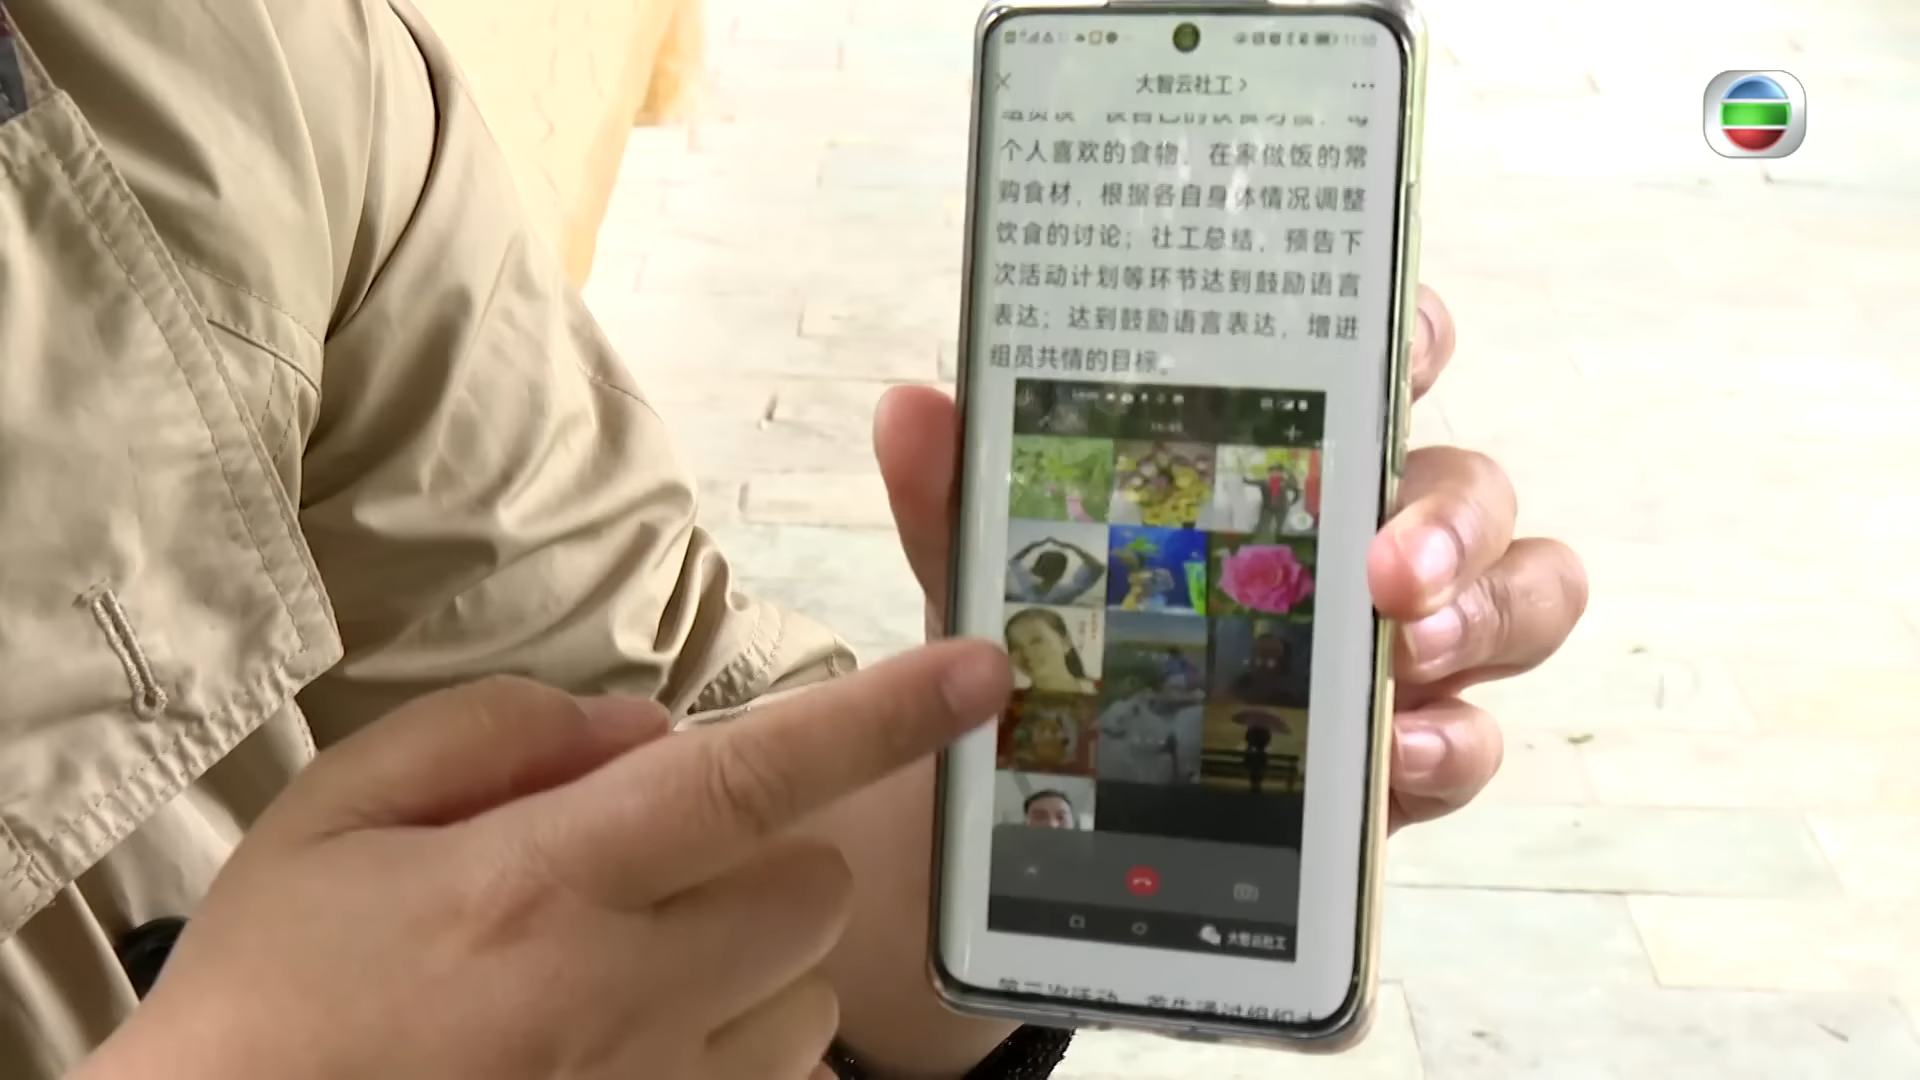 大智云社工
个人喜欢的食物、在家做饭的常
购食材，根据各自身体情况调整
饮食的讨论；社工总结，预告下
次活动计划等环节达到鼓励语言
表达；达到鼓励语言表达，增进
组员共情的目标。
大智云社工